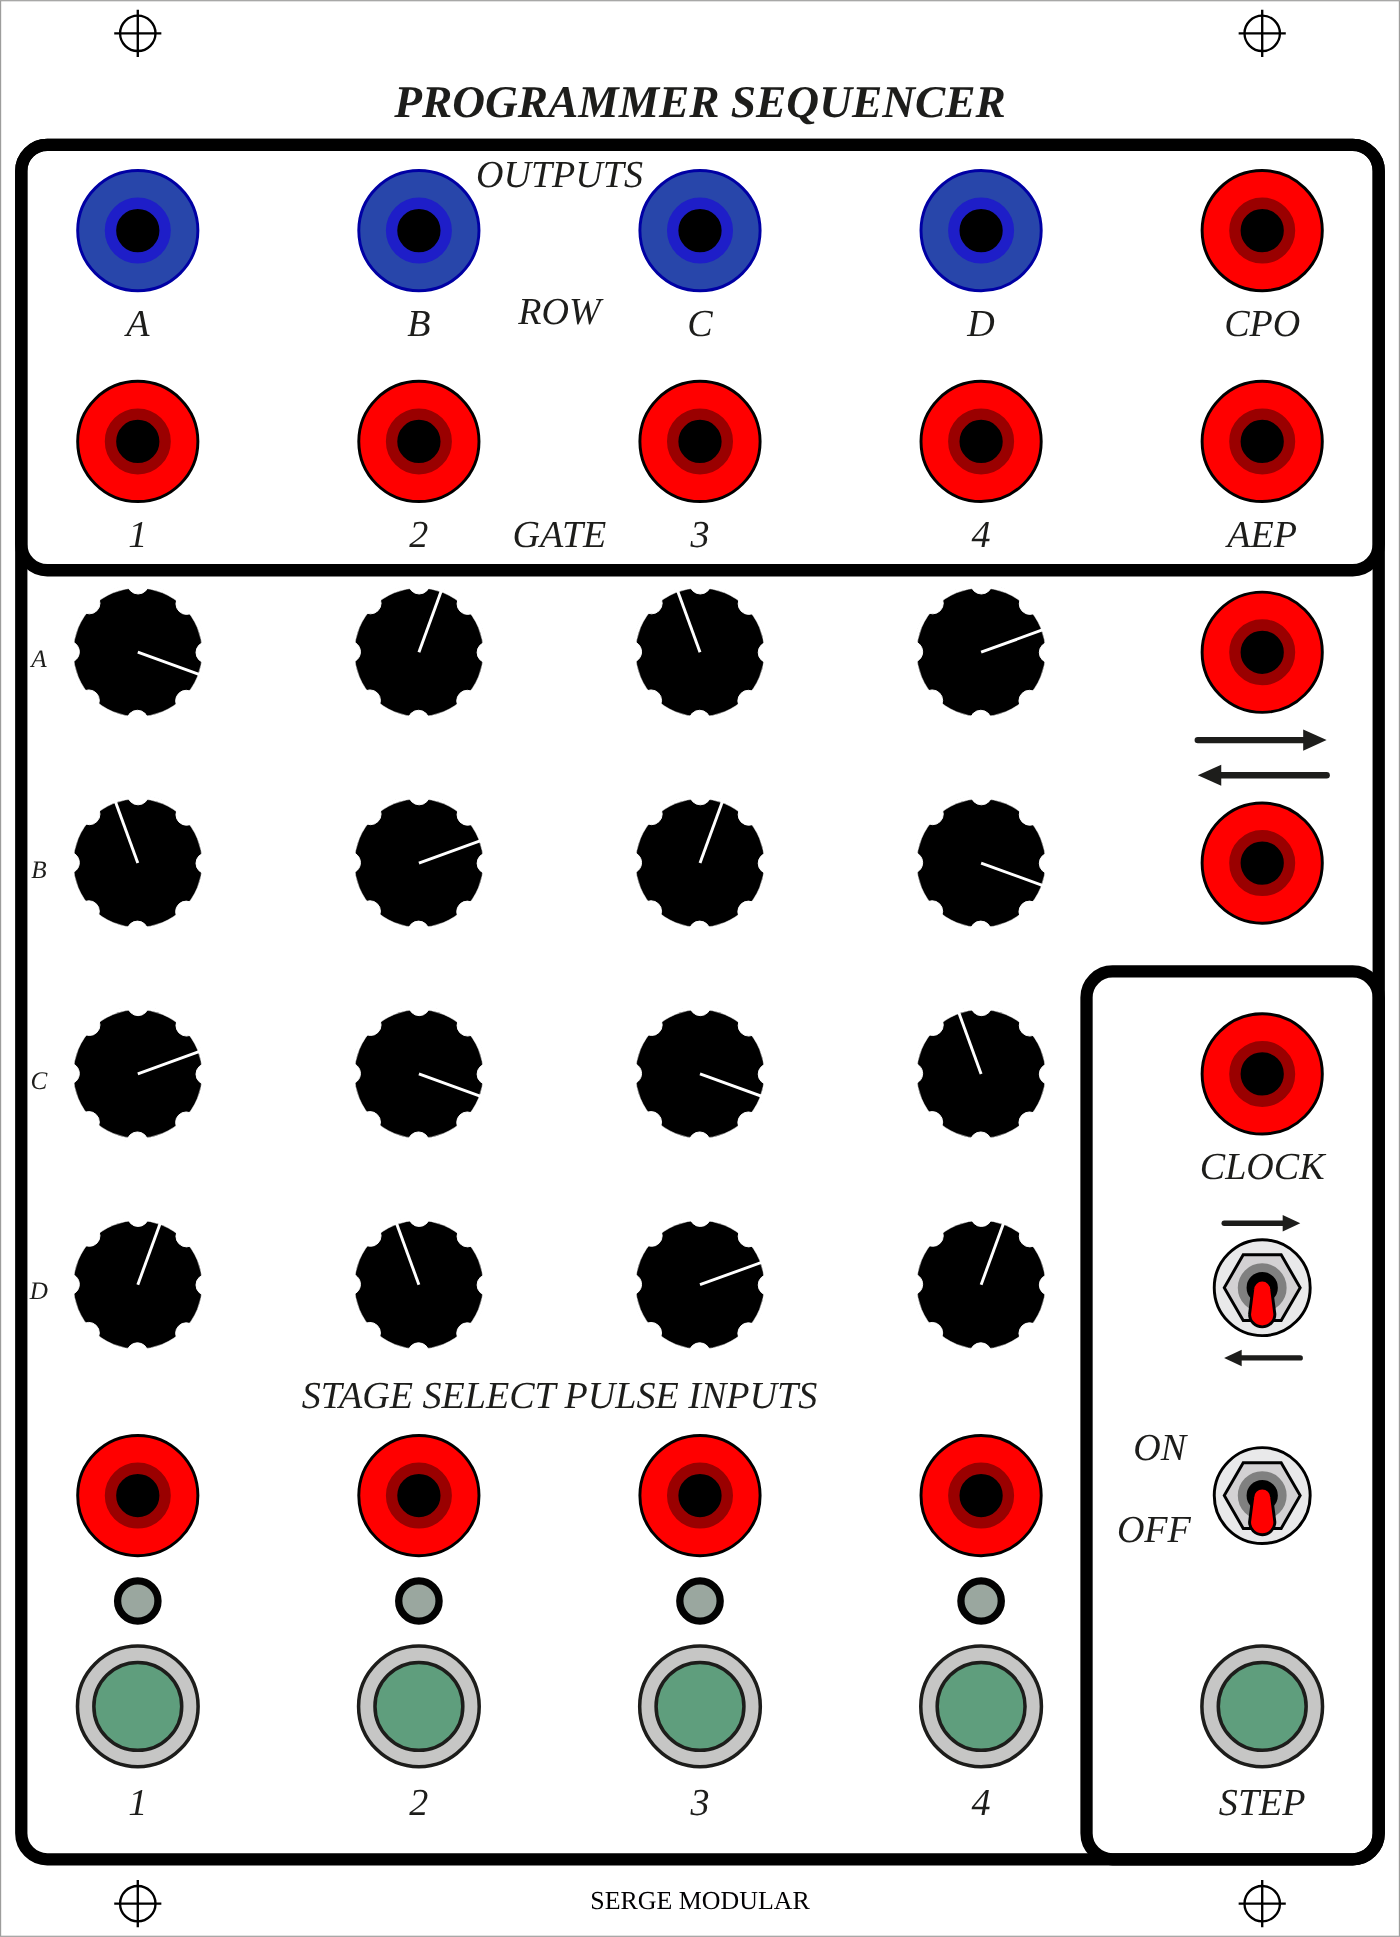 PROGRAMMER SEQUENCER
OUTPUTS
A B ROW C D CPO
1 2 GATE 3 4 AEP
A
B
C
CLOCK
D
STAGE SELECT PULSE INPUTS
ON
OFF
1 2 3 4 STEP
SERGE MODULAR